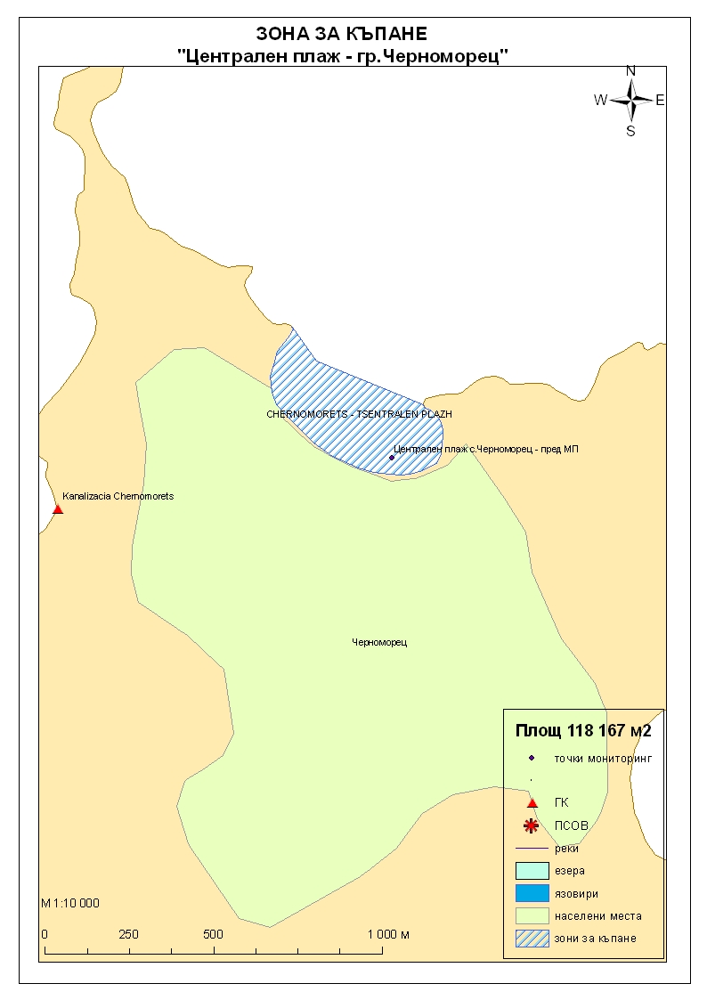 ЗОНА ЗА КЪПАНЕ
"Централен плаж - гр.Черноморец"
N
W E
S
CHERNOMORETS - TSENTRALEN PLAZH
Централен плаж с.Черноморец - пред МП
Kanalizacia Chernomorets
Черноморец
Площ 118 167 м2
точки мониторинг
ГК
ПСОВ
реки
езера
язовири
населени места
зони за къпане
М 1:10 000
0 250 500 1 000 м